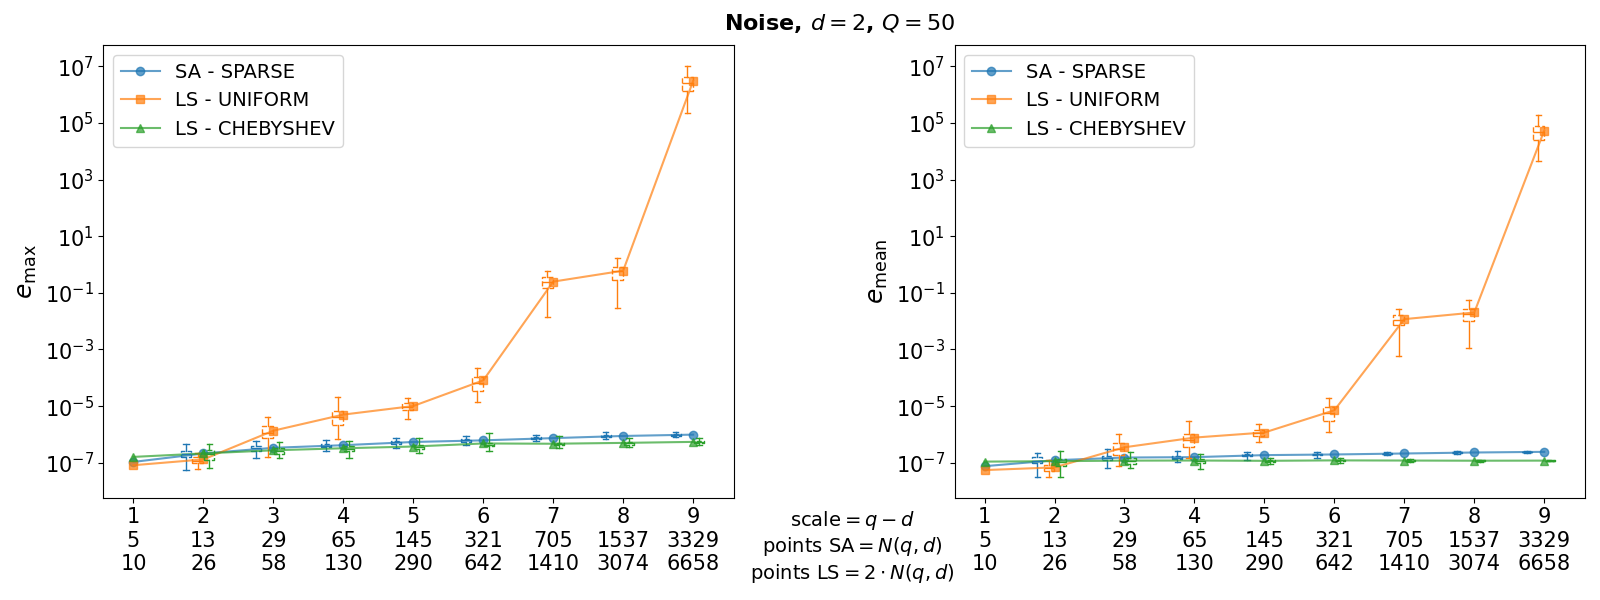 Noise, d = 2, Q = 50
SA - SPARSE
LS - UNIFORM
LS - CHEBYSHEV
10^7
10^5
10^3
10^1
10^-1
10^-3
10^-5
10^-7
e_max
1 2 3 4 5 6 7 8 9
5 13 29 65 145 321 705 1537 3329
10 26 58 130 290 642 1410 3074 6658
scale = q − d
points SA = N(q, d)
points LS = 2 · N(q, d)
SA - SPARSE
LS - UNIFORM
LS - CHEBYSHEV
10^7
10^5
10^3
10^1
10^-1
10^-3
10^-5
10^-7
e_mean
1 2 3 4 5 6 7 8 9
5 13 29 65 145 321 705 1537 3329
10 26 58 130 290 642 1410 3074 6658